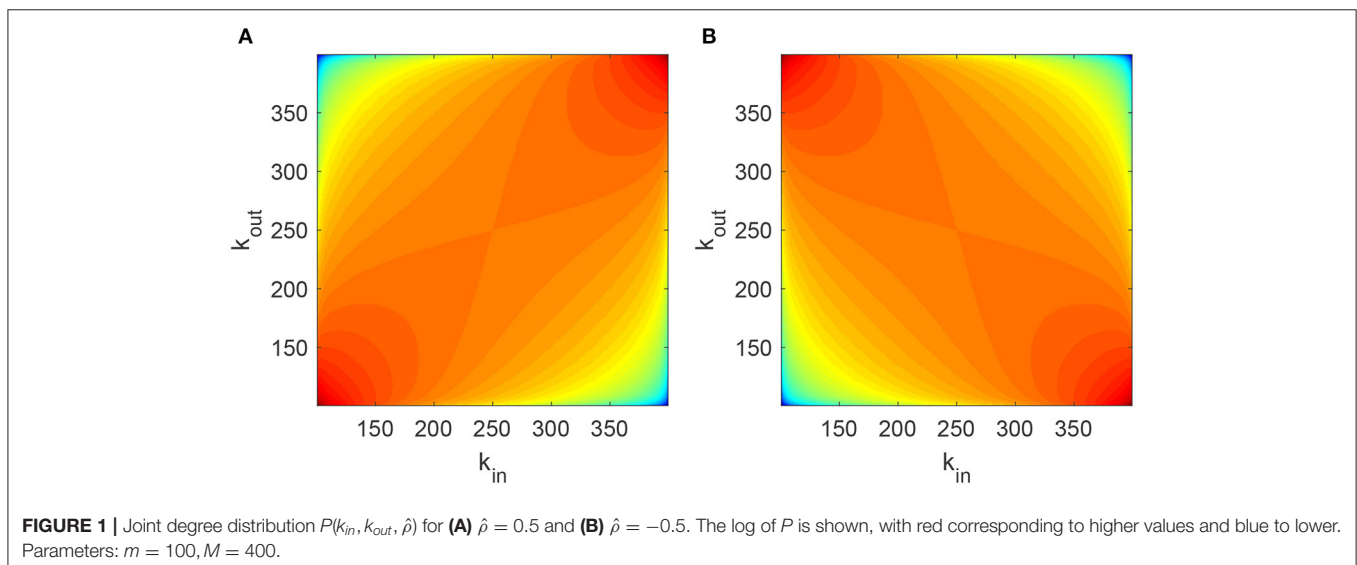 A
B
350
300
250
200
150
k_out
150 200 250 300 350
k_in
350
300
250
200
150
k_out
150 200 250 300 350
k_in
FIGURE 1 | Joint degree distribution P(k_in, k_out, ρ̂) for (A) ρ̂ = 0.5 and (B) ρ̂ = −0.5. The log of P is shown, with red corresponding to higher values and blue to lower.
Parameters: m = 100, M = 400.